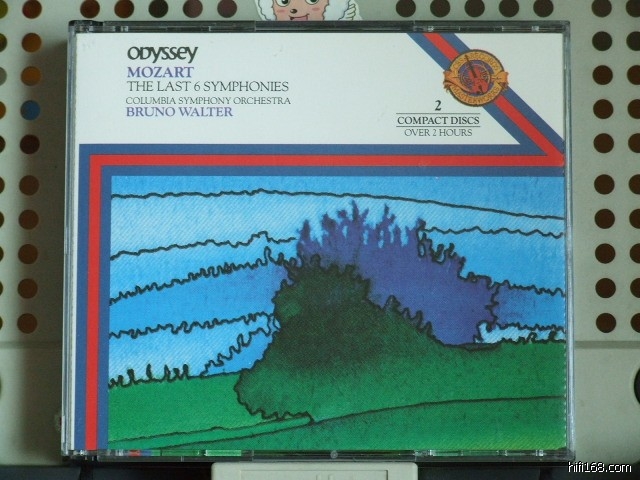 ODYSSEY
MOZART
THE LAST 6 SYMPHONIES
COLUMBIA SYMPHONY ORCHESTRA
BRUNO WALTER
2
COMPACT DISCS
OVER 2 HOURS
hifi168.com